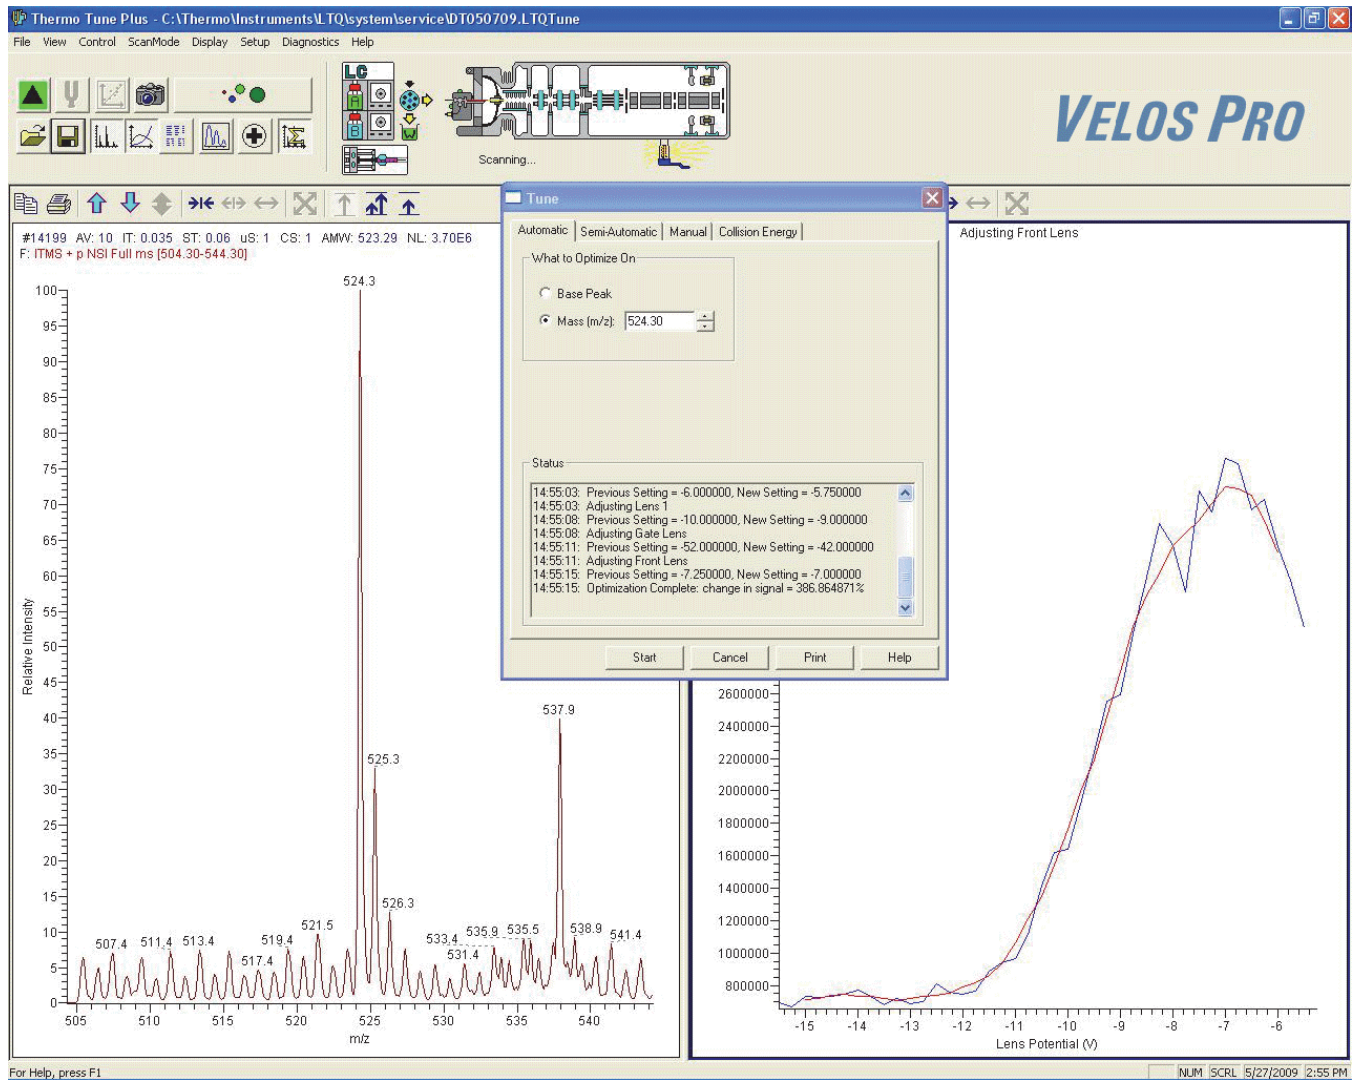 Thermo Tune Plus - C:\Thermo\Instruments\LTQ\system\service\DT050709.LTQTune
File View Control ScanMode Display Setup Diagnostics Help
LC
A
B
Scanning...
VELOS PRO
#14199 AV: 10 IT: 0.035 ST: 0.06 uS: 1 CS: 1 AMW: 523.29 NL: 3.70E6
F: ITMS + p NSI Full ms [504.30-544.30]
524.3
100
95
90
85
80
75
70
65
60
55
50
45
40
35
30
25
20
15
10
5
0
Relative Intensity
507.4
511.4
513.4
517.4
519.4
521.5
525.3
526.3
533.4
531.4
535.9
535.5
537.9
538.9
541.4
505 510 515 520 525 530 535 540
m/z
Tune
Automatic Semi-Automatic Manual Collision Energy
What to Optimize On
Base Peak
Mass (m/z): 524.30
Status
14:55:03: Previous Setting = -6.000000, New Setting = -5.750000
14:55:03: Adjusting Lens 1
14:55:08: Previous Setting = -10.000000, New Setting = -9.000000
14:55:08: Adjusting Gate Lens
14:55:11: Previous Setting = -52.000000, New Setting = -42.000000
14:55:11: Adjusting Front Lens
14:55:15: Previous Setting = -7.250000, New Setting = -7.000000
14:55:15: Optimization Complete: change in signal = 386.864871%
Start Cancel Print Help
Adjusting Front Lens
2600000
2400000
2200000
2000000
1800000
1600000
1400000
1200000
1000000
800000
-15 -14 -13 -12 -11 -10 -9 -8 -7 -6
Lens Potential (V)
For Help, press F1
NUM SCRL 5/27/2009 2:55 PM